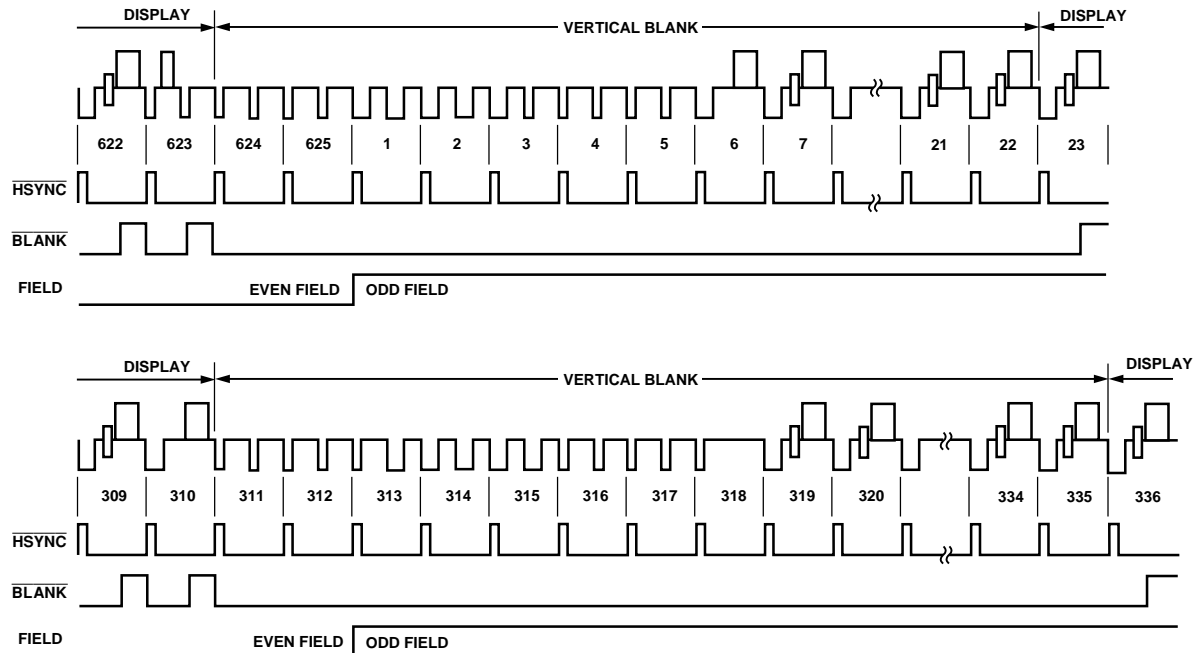 DISPLAY VERTICAL BLANK DISPLAY
622 623 624 625 1 2 3 4 5 6 7 21 22 23
HSYNC
BLANK
FIELD EVEN FIELD ODD FIELD
DISPLAY VERTICAL BLANK DISPLAY
309 310 311 312 313 314 315 316 317 318 319 320 334 335 336
HSYNC
BLANK
FIELD EVEN FIELD ODD FIELD